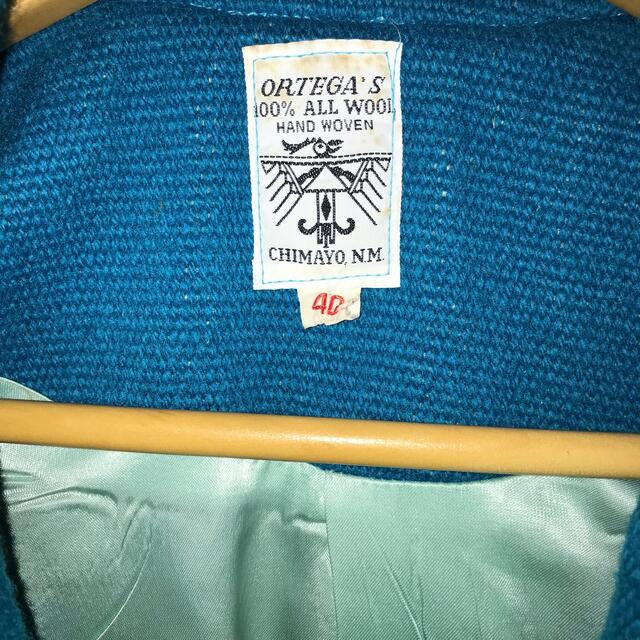 ORTEGA'S
100% ALL WOOL
HAND WOVEN
CHIMAYO, N.M.
40